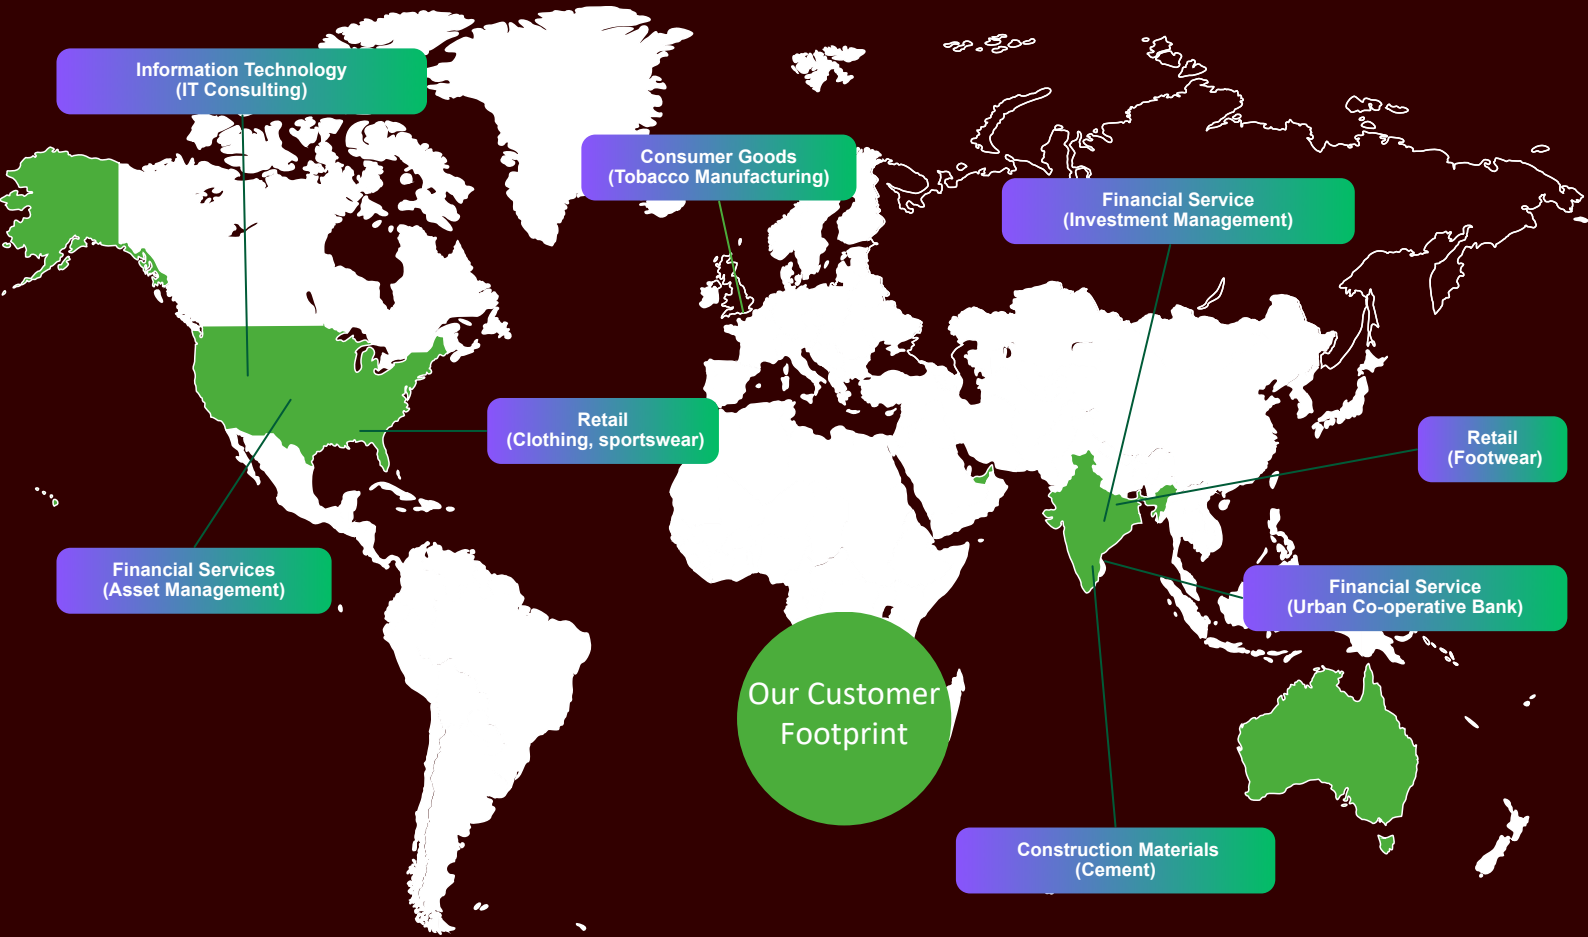 Information Technology
(IT Consulting)
Consumer Goods
(Tobacco Manufacturing)
Financial Service
(Investment Management)
Retail
(Clothing, sportswear)
Retail
(Footwear)
Financial Services
(Asset Management)
Financial Service
(Urban Co-operative Bank)
Our Customer
Footprint
Construction Materials
(Cement)